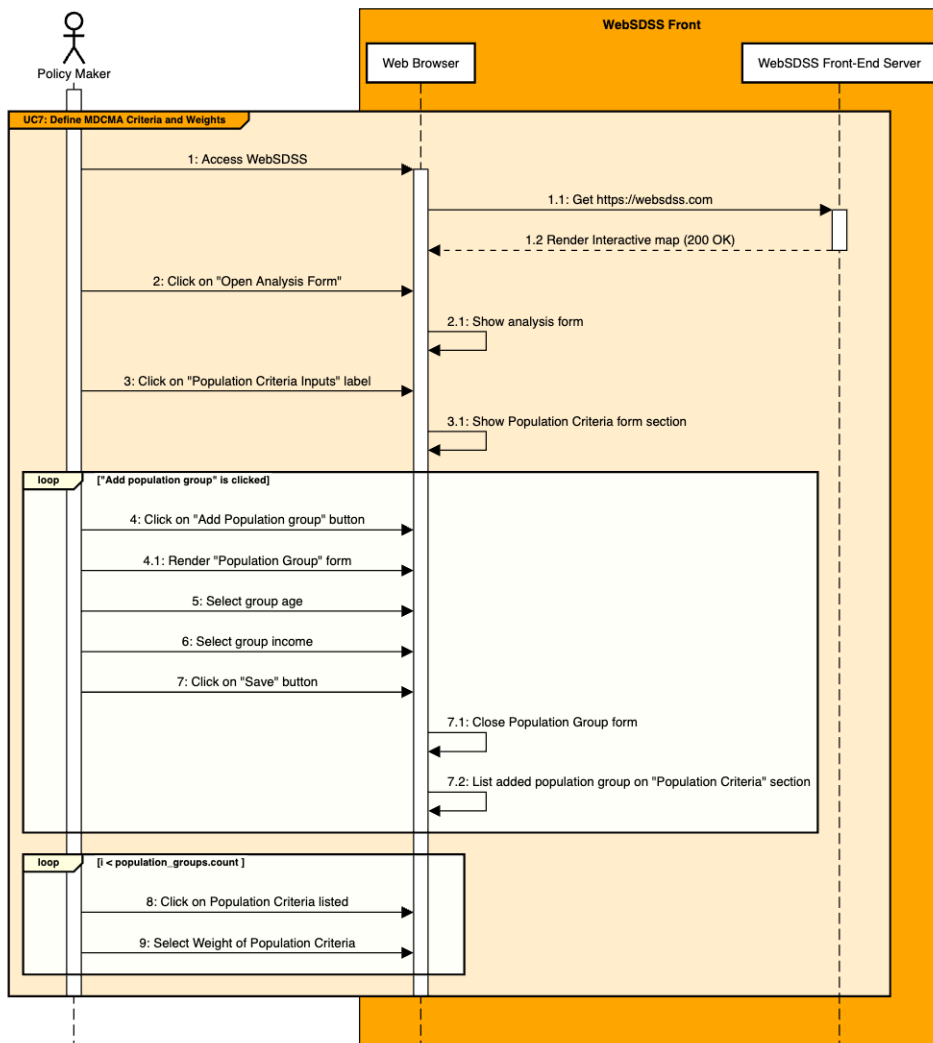 WebSDSS Front
Policy Maker
Web Browser
WebSDSS Front-End Server
UC7: Define MDCMA Criteria and Weights
1: Access WebSDSS
1.1: Get https://websdss.com
1.2 Render Interactive map (200 OK)
2: Click on "Open Analysis Form"
2.1: Show analysis form
3: Click on "Population Criteria Inputs" label
3.1: Show Population Criteria form section
loop
["Add population group" is clicked]
4: Click on "Add Population group" button
4.1: Render "Population Group" form
5: Select group age
6: Select group income
7: Click on "Save" button
7.1: Close Population Group form
7.2: List added population group on "Population Criteria" section
loop
[i < population_groups.count ]
8: Click on Population Criteria listed
9: Select Weight of Population Criteria